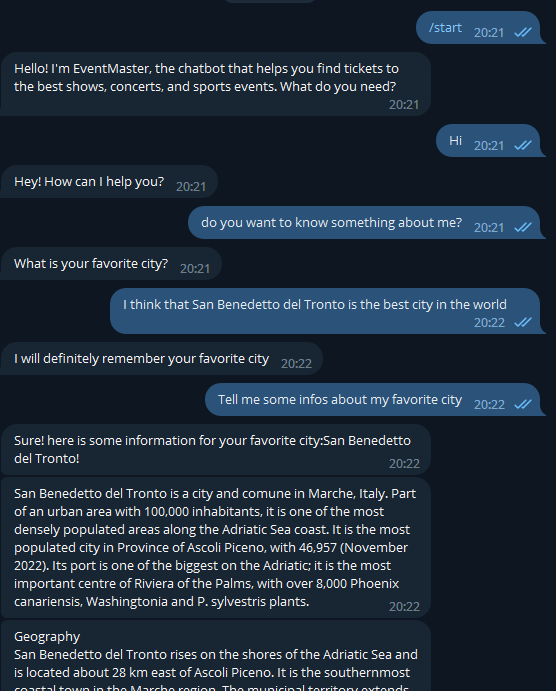 /start 20:21
Hello! I'm EventMaster, the chatbot that helps you find tickets to
the best shows, concerts, and sports events. What do you need?
20:21
Hi 20:21
Hey! How can I help you? 20:21
do you want to know something about me? 20:21
What is your favorite city? 20:21
I think that San Benedetto del Tronto is the best city in the world
20:22
I will definitely remember your favorite city 20:22
Tell me some infos about my favorite city 20:22
Sure! here is some information for your favorite city:San Benedetto
del Tronto!
20:22
San Benedetto del Tronto is a city and comune in Marche, Italy. Part
of an urban area with 100,000 inhabitants, it is one of the most
densely populated areas along the Adriatic Sea coast. It is the most
populated city in Province of Ascoli Piceno, with 46,957 (November
2022). Its port is one of the biggest on the Adriatic; it is the most
important centre of Riviera of the Palms, with over 8,000 Phoenix
canariensis, Washingtonia and P. sylvestris plants.
20:22
Geography
San Benedetto del Tronto rises on the shores of the Adriatic Sea and
is located about 28 km east of Ascoli Piceno. It is the southernmost
coastal town in the Marche region. The municipal territory extends